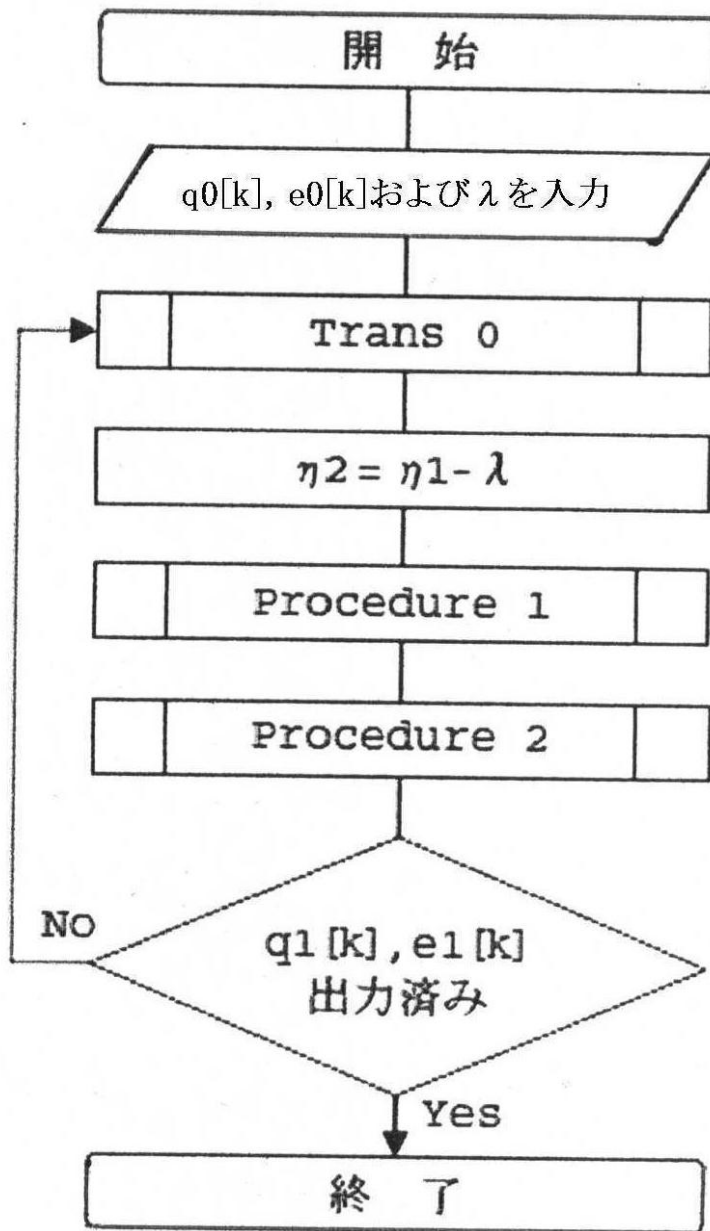 開 始
q0[k], e0[k]およびλを入力
Trans 0
η2= η1-λ
Procedure 1
Procedure 2
No
q1[k],e1[k]
出力済み
Yes
終 了